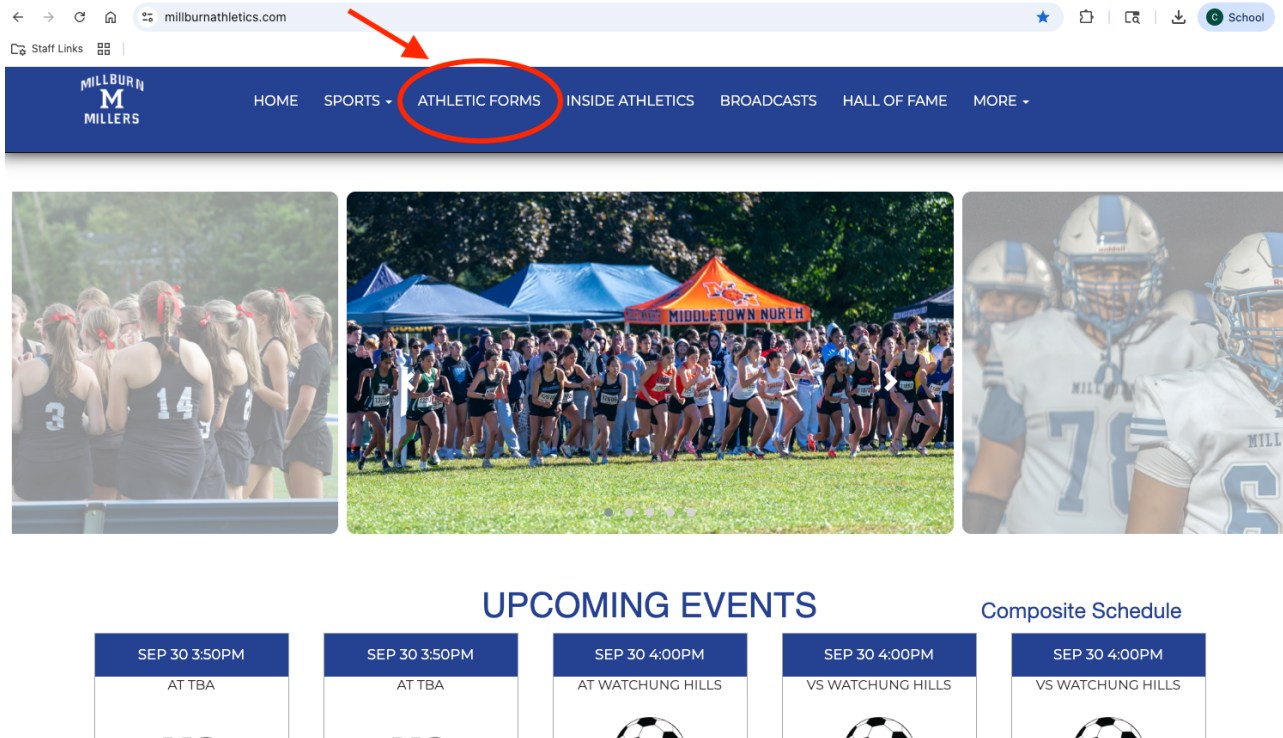 millburnathletics.com
School
Staff Links
MILLBURN
M
MILLERS
HOME SPORTS ATHLETIC FORMS INSIDE ATHLETICS BROADCASTS HALL OF FAME MORE
MIDDLETOWN NORTH
3
14
78
UPCOMING EVENTS
Composite Schedule
SEP 30 3:50PM SEP 30 3:50PM SEP 30 4:00PM SEP 30 4:00PM SEP 30 4:00PM
AT TBA AT TBA AT WATCHUNG HILLS VS WATCHUNG HILLS VS WATCHUNG HILLS